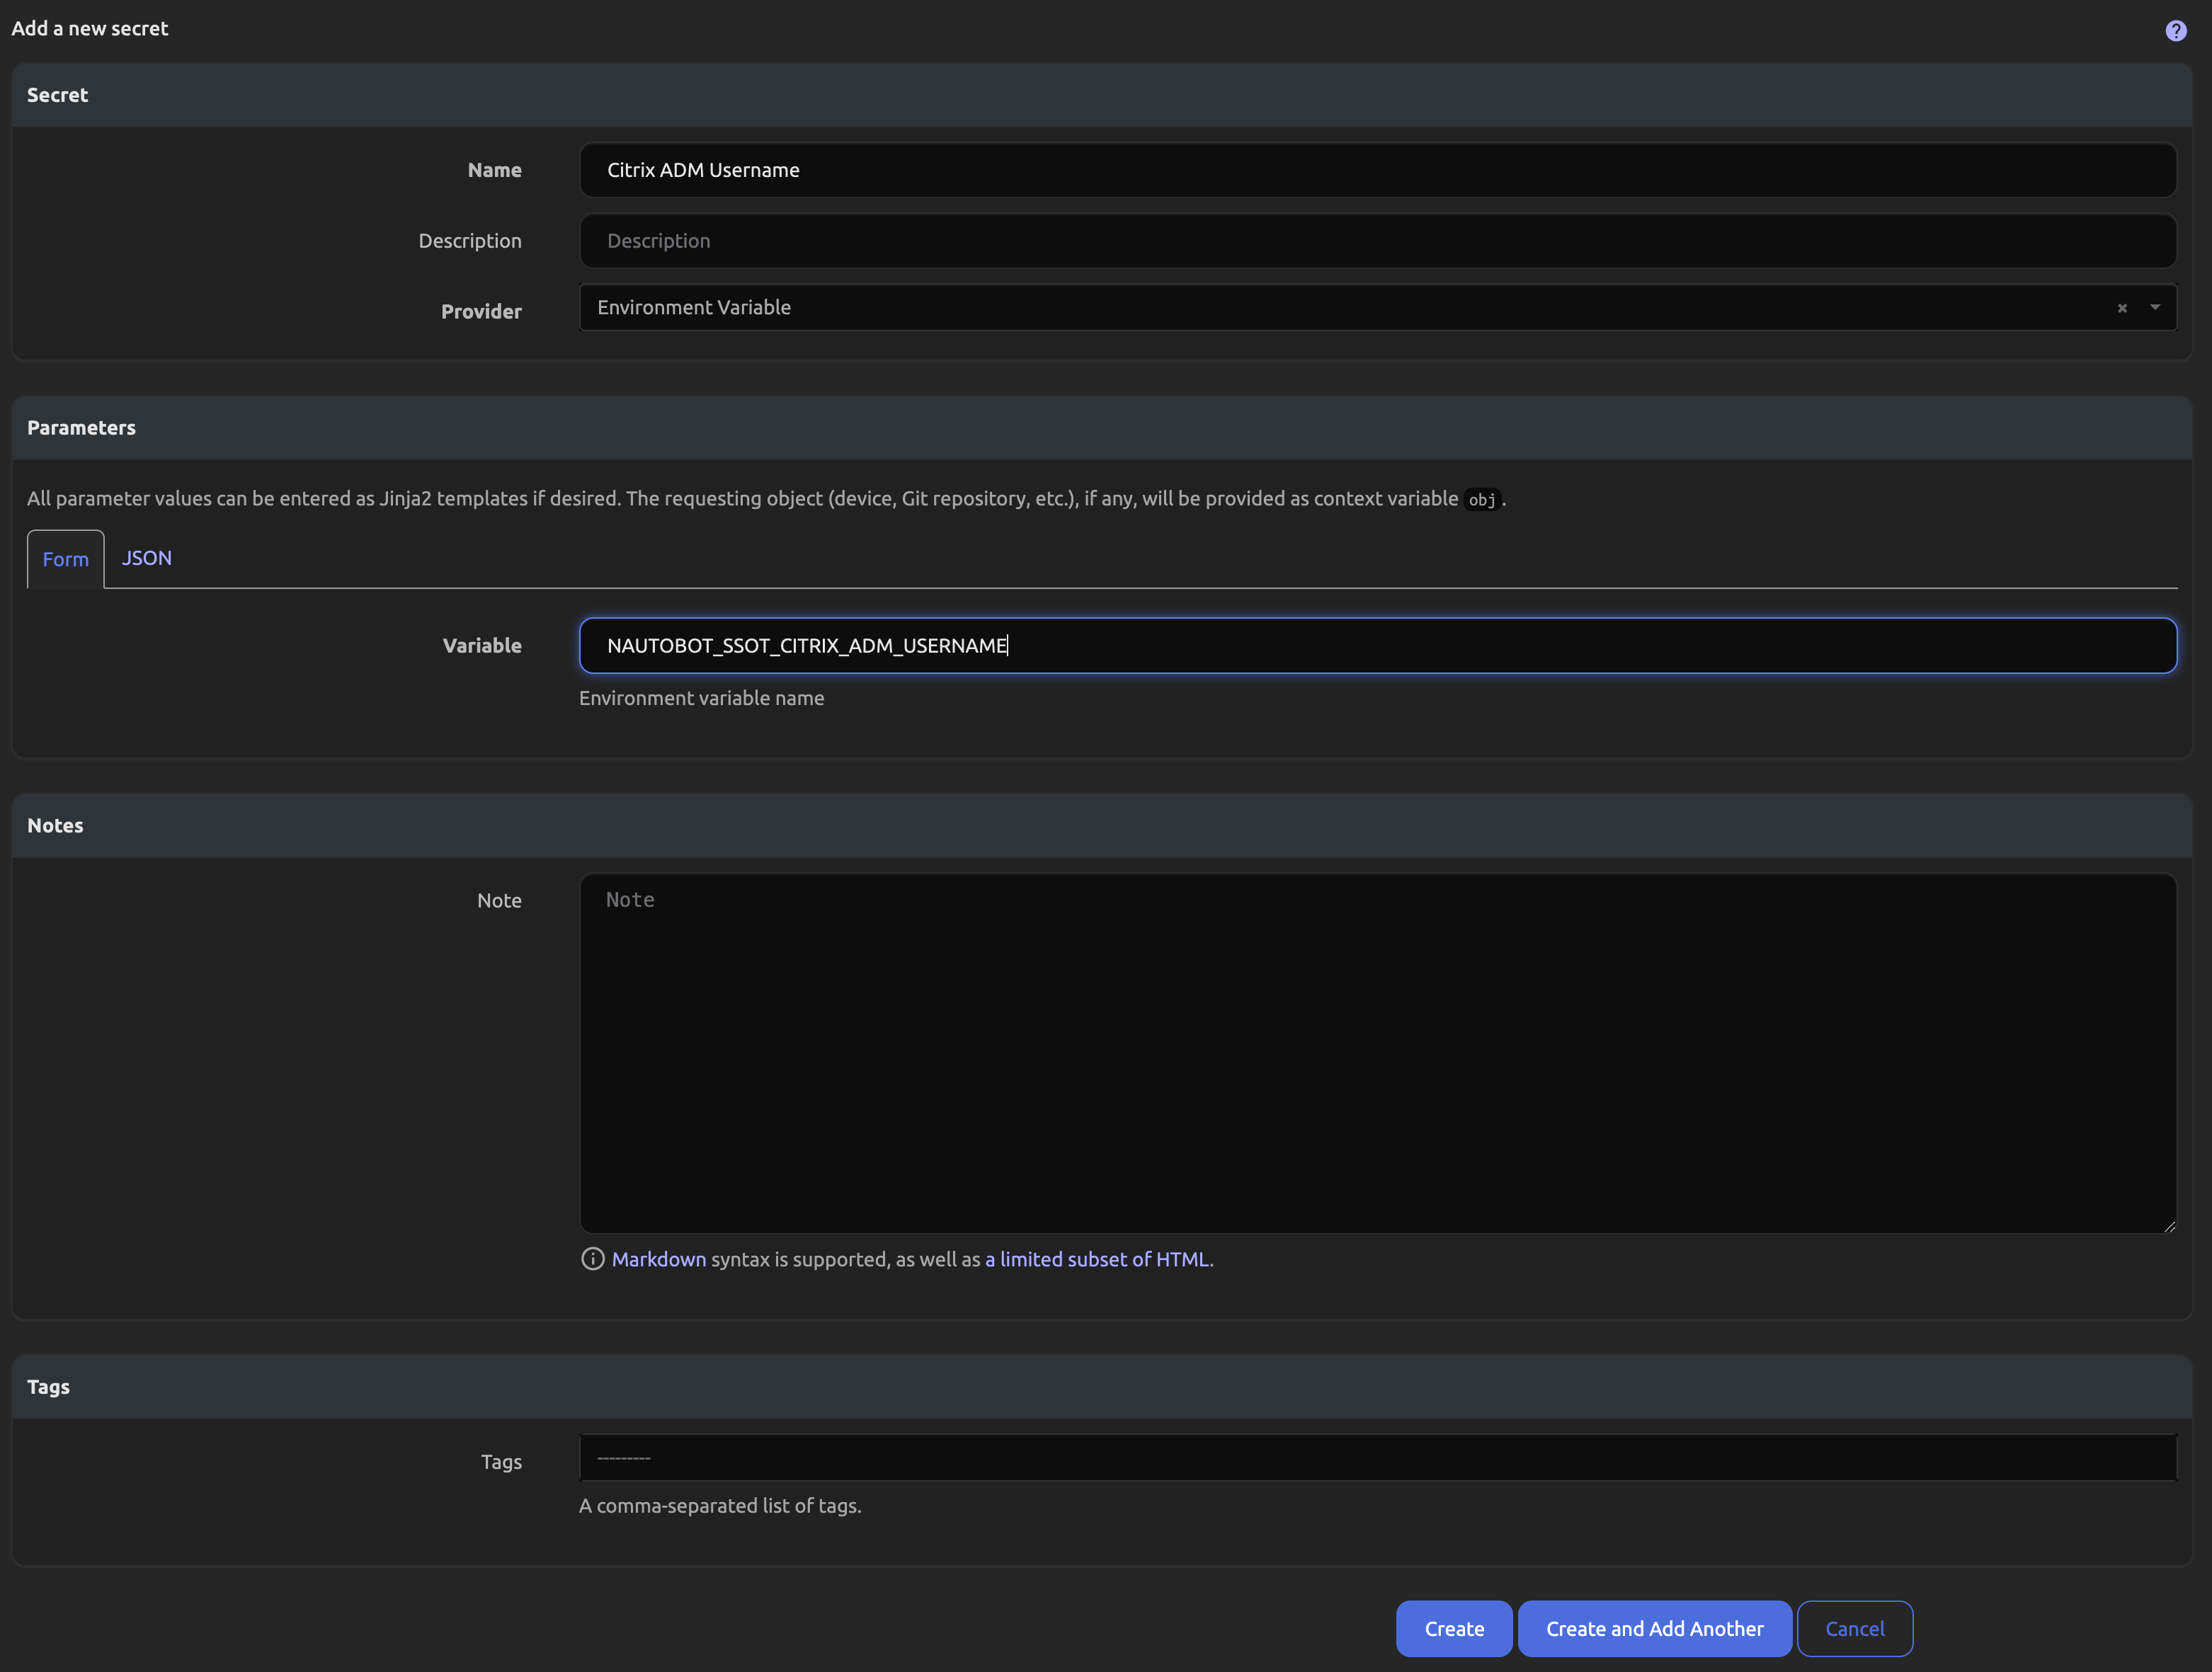 Add a new secret
?
Secret
Name
Citrix ADM Username
Description
Description
Provider
Environment Variable
Parameters
All parameter values can be entered as Jinja2 templates if desired. The requesting object (device, Git repository, etc.), if any, will be provided as context variable obj.
Form JSON
Variable
NAUTOBOT_SSOT_CITRIX_ADM_USERNAME
Environment variable name
Notes
Note
Note
Markdown syntax is supported, as well as a limited subset of HTML.
Tags
Tags
---------
A comma-separated list of tags.
Create Create and Add Another Cancel